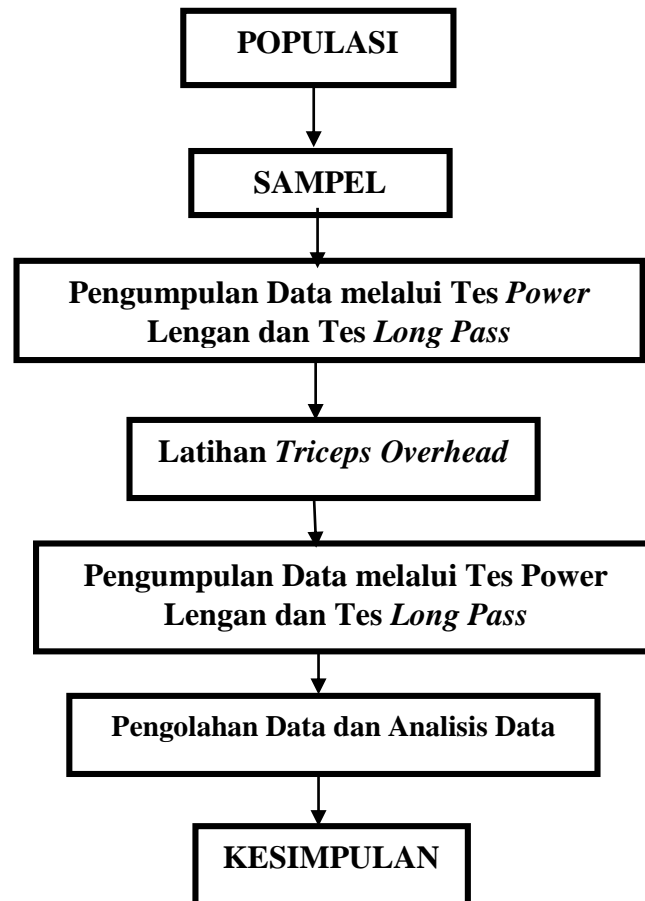 POPULASI
SAMPEL
Pengumpulan Data melalui Tes Power
Lengan dan Tes Long Pass
Latihan Triceps Overhead
Pengumpulan Data melalui Tes Power
Lengan dan Tes Long Pass
Pengolahan Data dan Analisis Data
KESIMPULAN